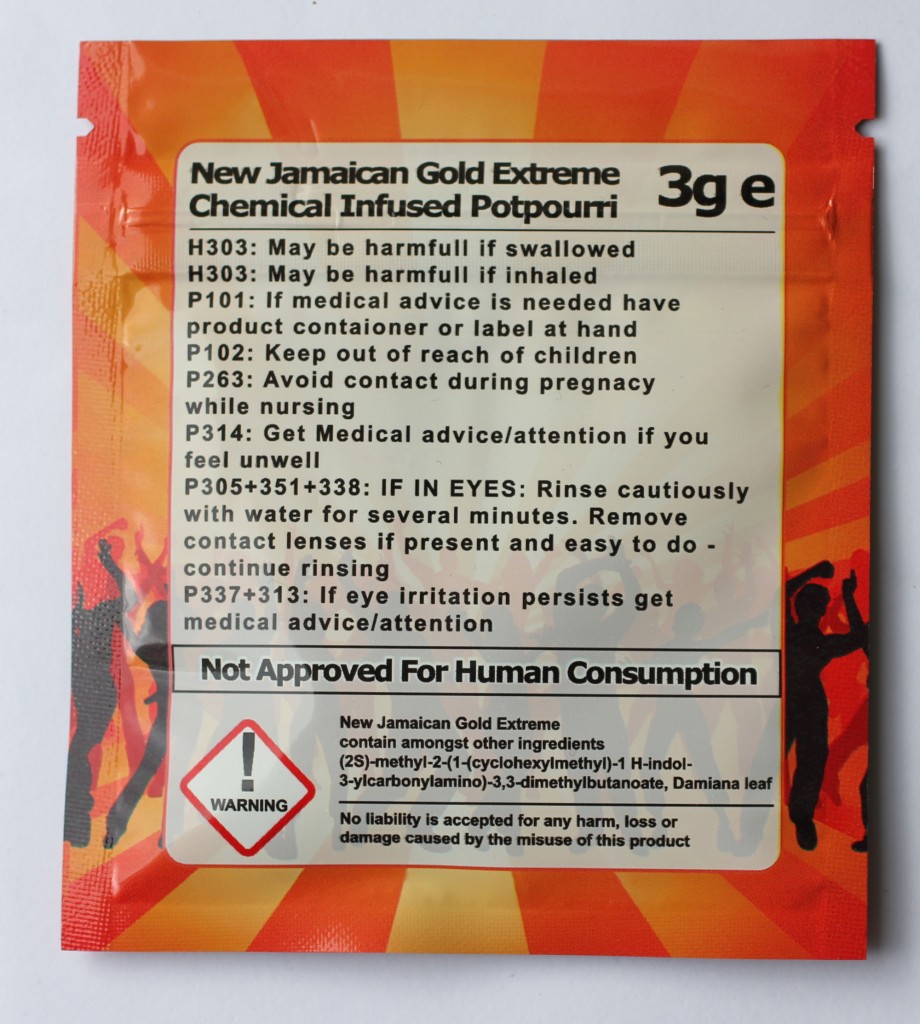 New Jamaican Gold Extreme
Chemical Infused Potpourri
3g e
H303: May be harmfull if swallowed
H303: May be harmfull if inhaled
P101: If medical advice is needed have
product contaioner or label at hand
P102: Keep out of reach of children
P263: Avoid contact during pregnacy
while nursing
P314: Get Medical advice/attention if you
feel unwell
P305+351+338: IF IN EYES: Rinse cautiously
with water for several minutes. Remove
contact lenses if present and easy to do -
continue rinsing
P337+313: If eye irritation persists get
medical advice/attention
Not Approved For Human Consumption
!
WARNING
New Jamaican Gold Extreme
contain amongst other ingredients
(2S)-methyl-2-(1-(cyclohexylmethyl)-1 H-indol-
3-ylcarbonylamino)-3,3-dimethylbutanoate, Damiana leaf
No liability is accepted for any harm, loss or
damage caused by the misuse of this product